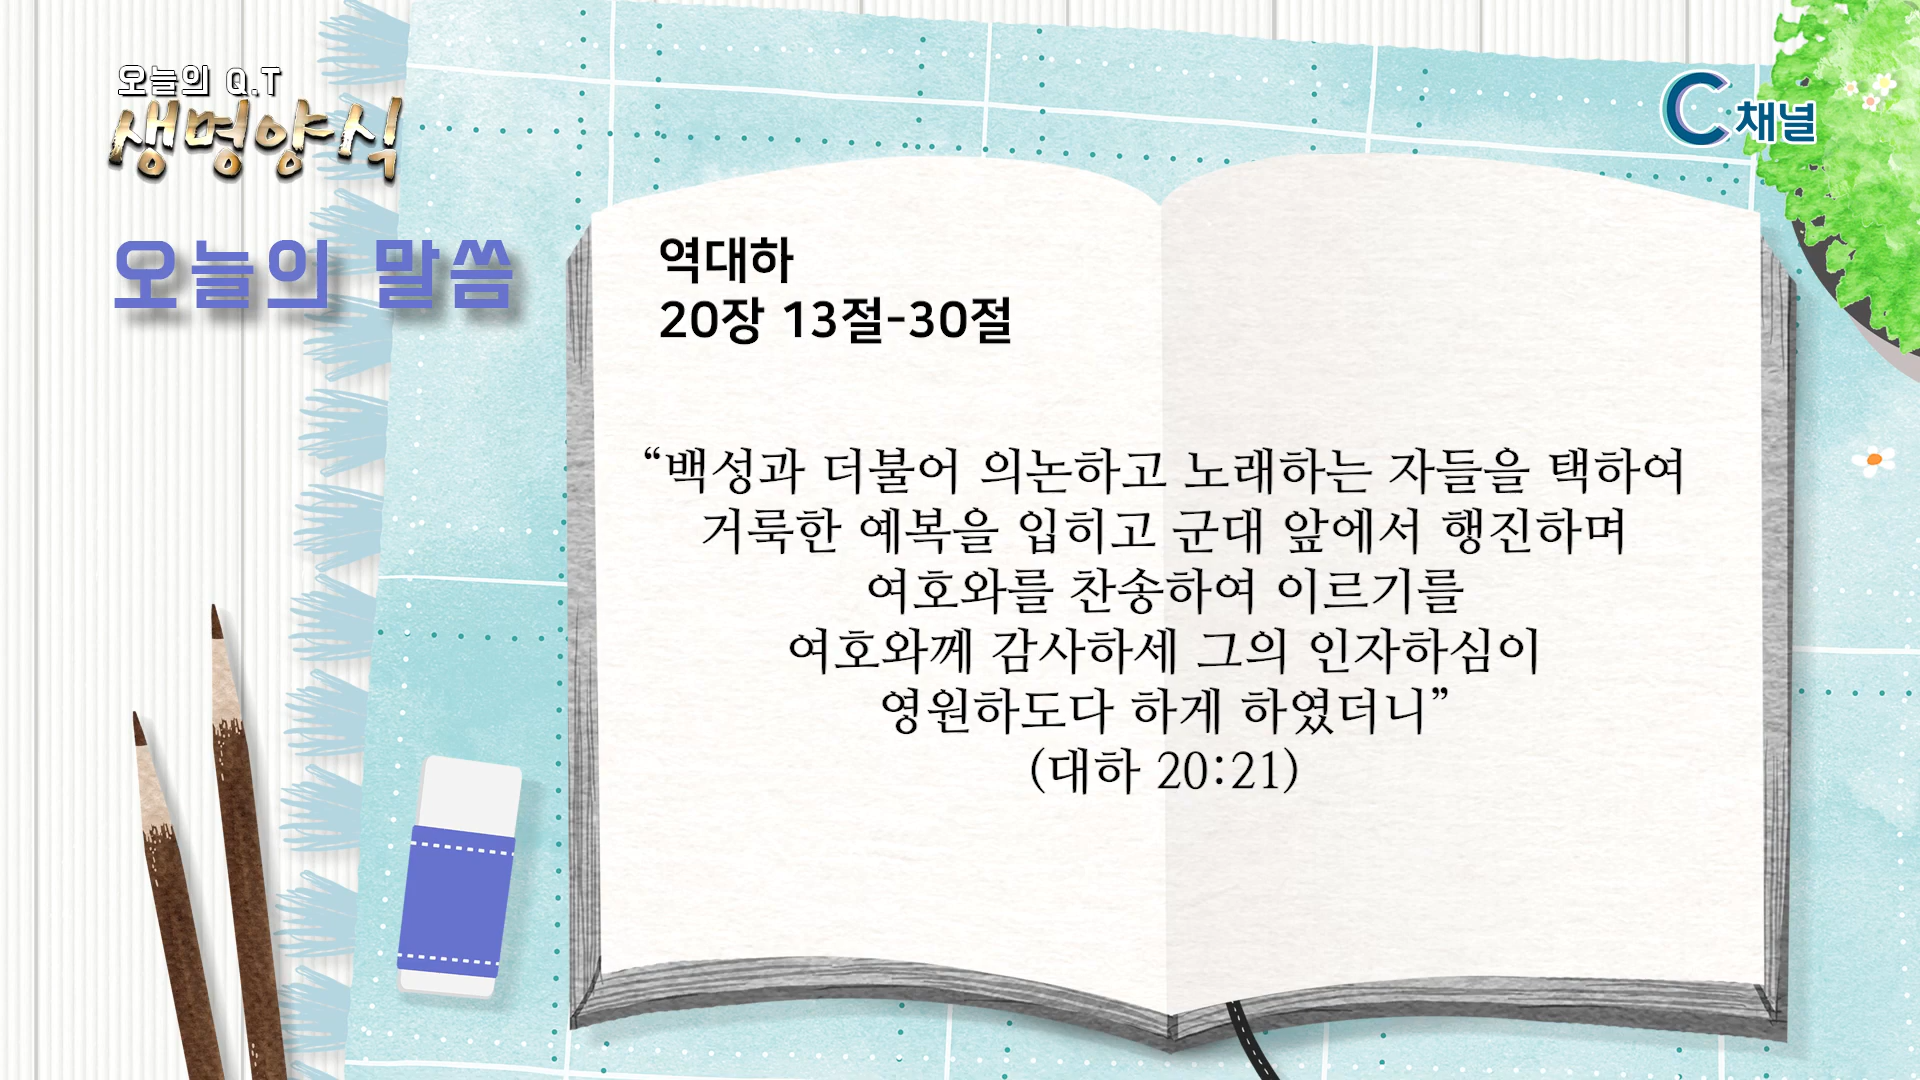 오늘의 Q.T
생명양식
C채널
오늘의 말씀
역대하
20장 13절-30절
“백성과 더불어 의논하고 노래하는 자들을 택하여
거룩한 예복을 입히고 군대 앞에서 행진하며
여호와를 찬송하여 이르기를
여호와께 감사하세 그의 인자하심이
영원하도다 하게 하였더니”
(대하 20:21)